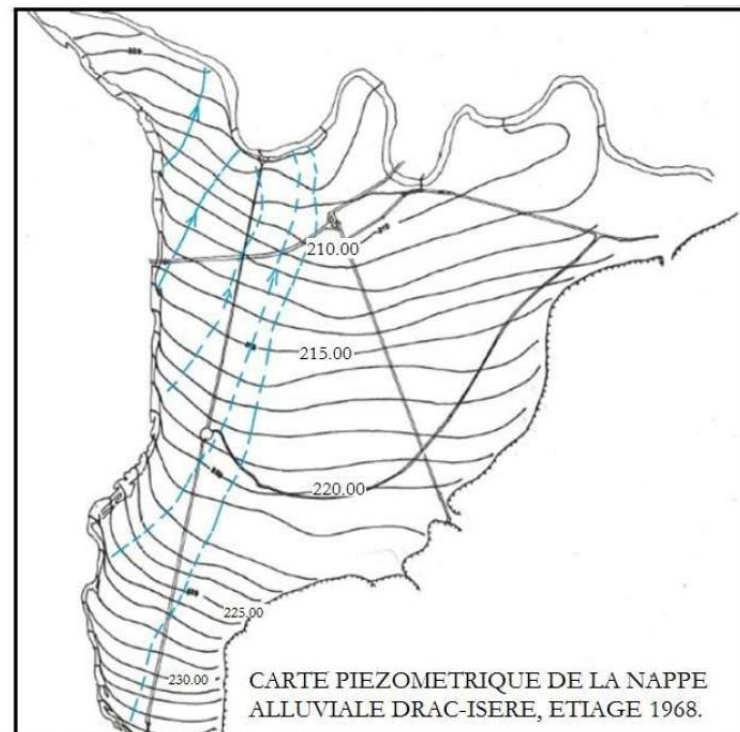 210.00
215.00
220.00
225.00
230.00
CARTE PIEZOMETRIQUE DE LA NAPPE
ALLUVIALE DRAC-ISERE, ETIAGE 1968.